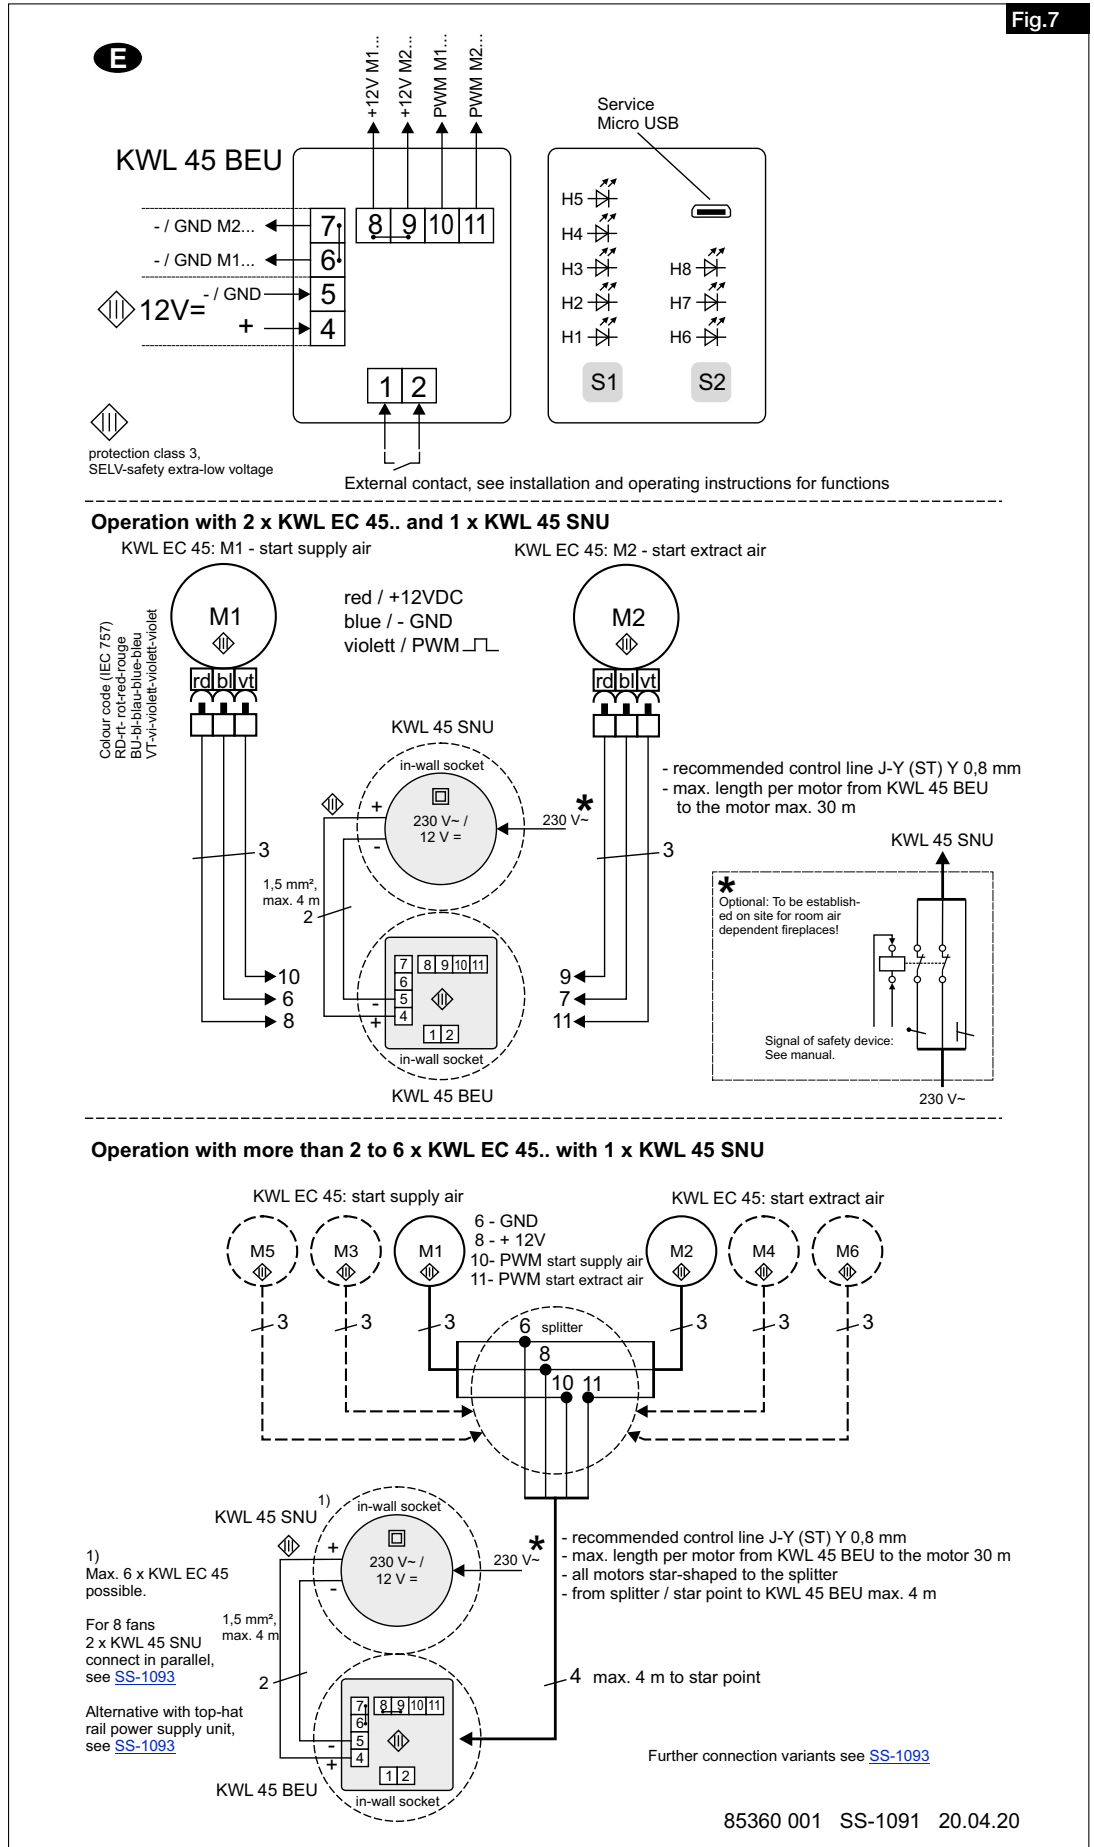 Fig.7
E
+12V M1...
+12V M2...
PWM M1...
PWM M2...
Service
Micro USB
KWL 45 BEU
- / GND M2...
- / GND M1...
12V=
- / GND
+
7
6
5
4
8 9 10 11
1 2
H5
H4
H3
H2
H1
H8
H7
H6
S1
S2
protection class 3,
SELV-safety extra-low voltage
External contact, see installation and operating instructions for functions
Operation with 2 x KWL EC 45.. and 1 x KWL 45 SNU
KWL EC 45: M1 - start supply air
KWL EC 45: M2 - start extract air
Colour code (IEC 757)
RD-rt- rot-red-rouge
BU-bl-blau-blue-bleu
VT-vi-violett-violett-violet
M1
rd bl vt
red / +12VDC
blue / - GND
violett / PWM
M2
rd bl vt
KWL 45 SNU
in-wall socket
230 V~ /
12 V =
+
-
230 V~
*
3
3
1,5 mm²,
max. 4 m
2
10
6
8
9
7
11
7
6
5
4
8 9 10 11
1 2
-
+
in-wall socket
KWL 45 BEU
- recommended control line J-Y (ST) Y 0,8 mm
- max. length per motor from KWL 45 BEU
to the motor max. 30 m
KWL 45 SNU
*
Optional: To be establish-
ed on site for room air
dependent fireplaces!
Signal of safety device:
See manual.
230 V~
Operation with more than 2 to 6 x KWL EC 45.. with 1 x KWL 45 SNU
KWL EC 45: start supply air
KWL EC 45: start extract air
M5
M3
M1
6 - GND
8 - + 12V
10- PWM start supply air
11- PWM start extract air
M2
M4
M6
3
3
3
3
3
3
6
splitter
8
10
11
KWL 45 SNU
1)
in-wall socket
230 V~ /
12 V =
+
-
230 V~
*
- recommended control line J-Y (ST) Y 0,8 mm
- max. length per motor from KWL 45 BEU to the motor 30 m
- all motors star-shaped to the splitter
- from splitter / star point to KWL 45 BEU max. 4 m
1)
Max. 6 x KWL EC 45
possible.
For 8 fans
2 x KWL 45 SNU
connect in parallel,
see SS-1093
Alternative with top-hat
rail power supply unit,
see SS-1093
1,5 mm²,
max. 4 m
2
4 max. 4 m to star point
7
6
5
4
8 9 10 11
1 2
-
+
KWL 45 BEU
in-wall socket
Further connection variants see SS-1093
85360 001 SS-1091 20.04.20